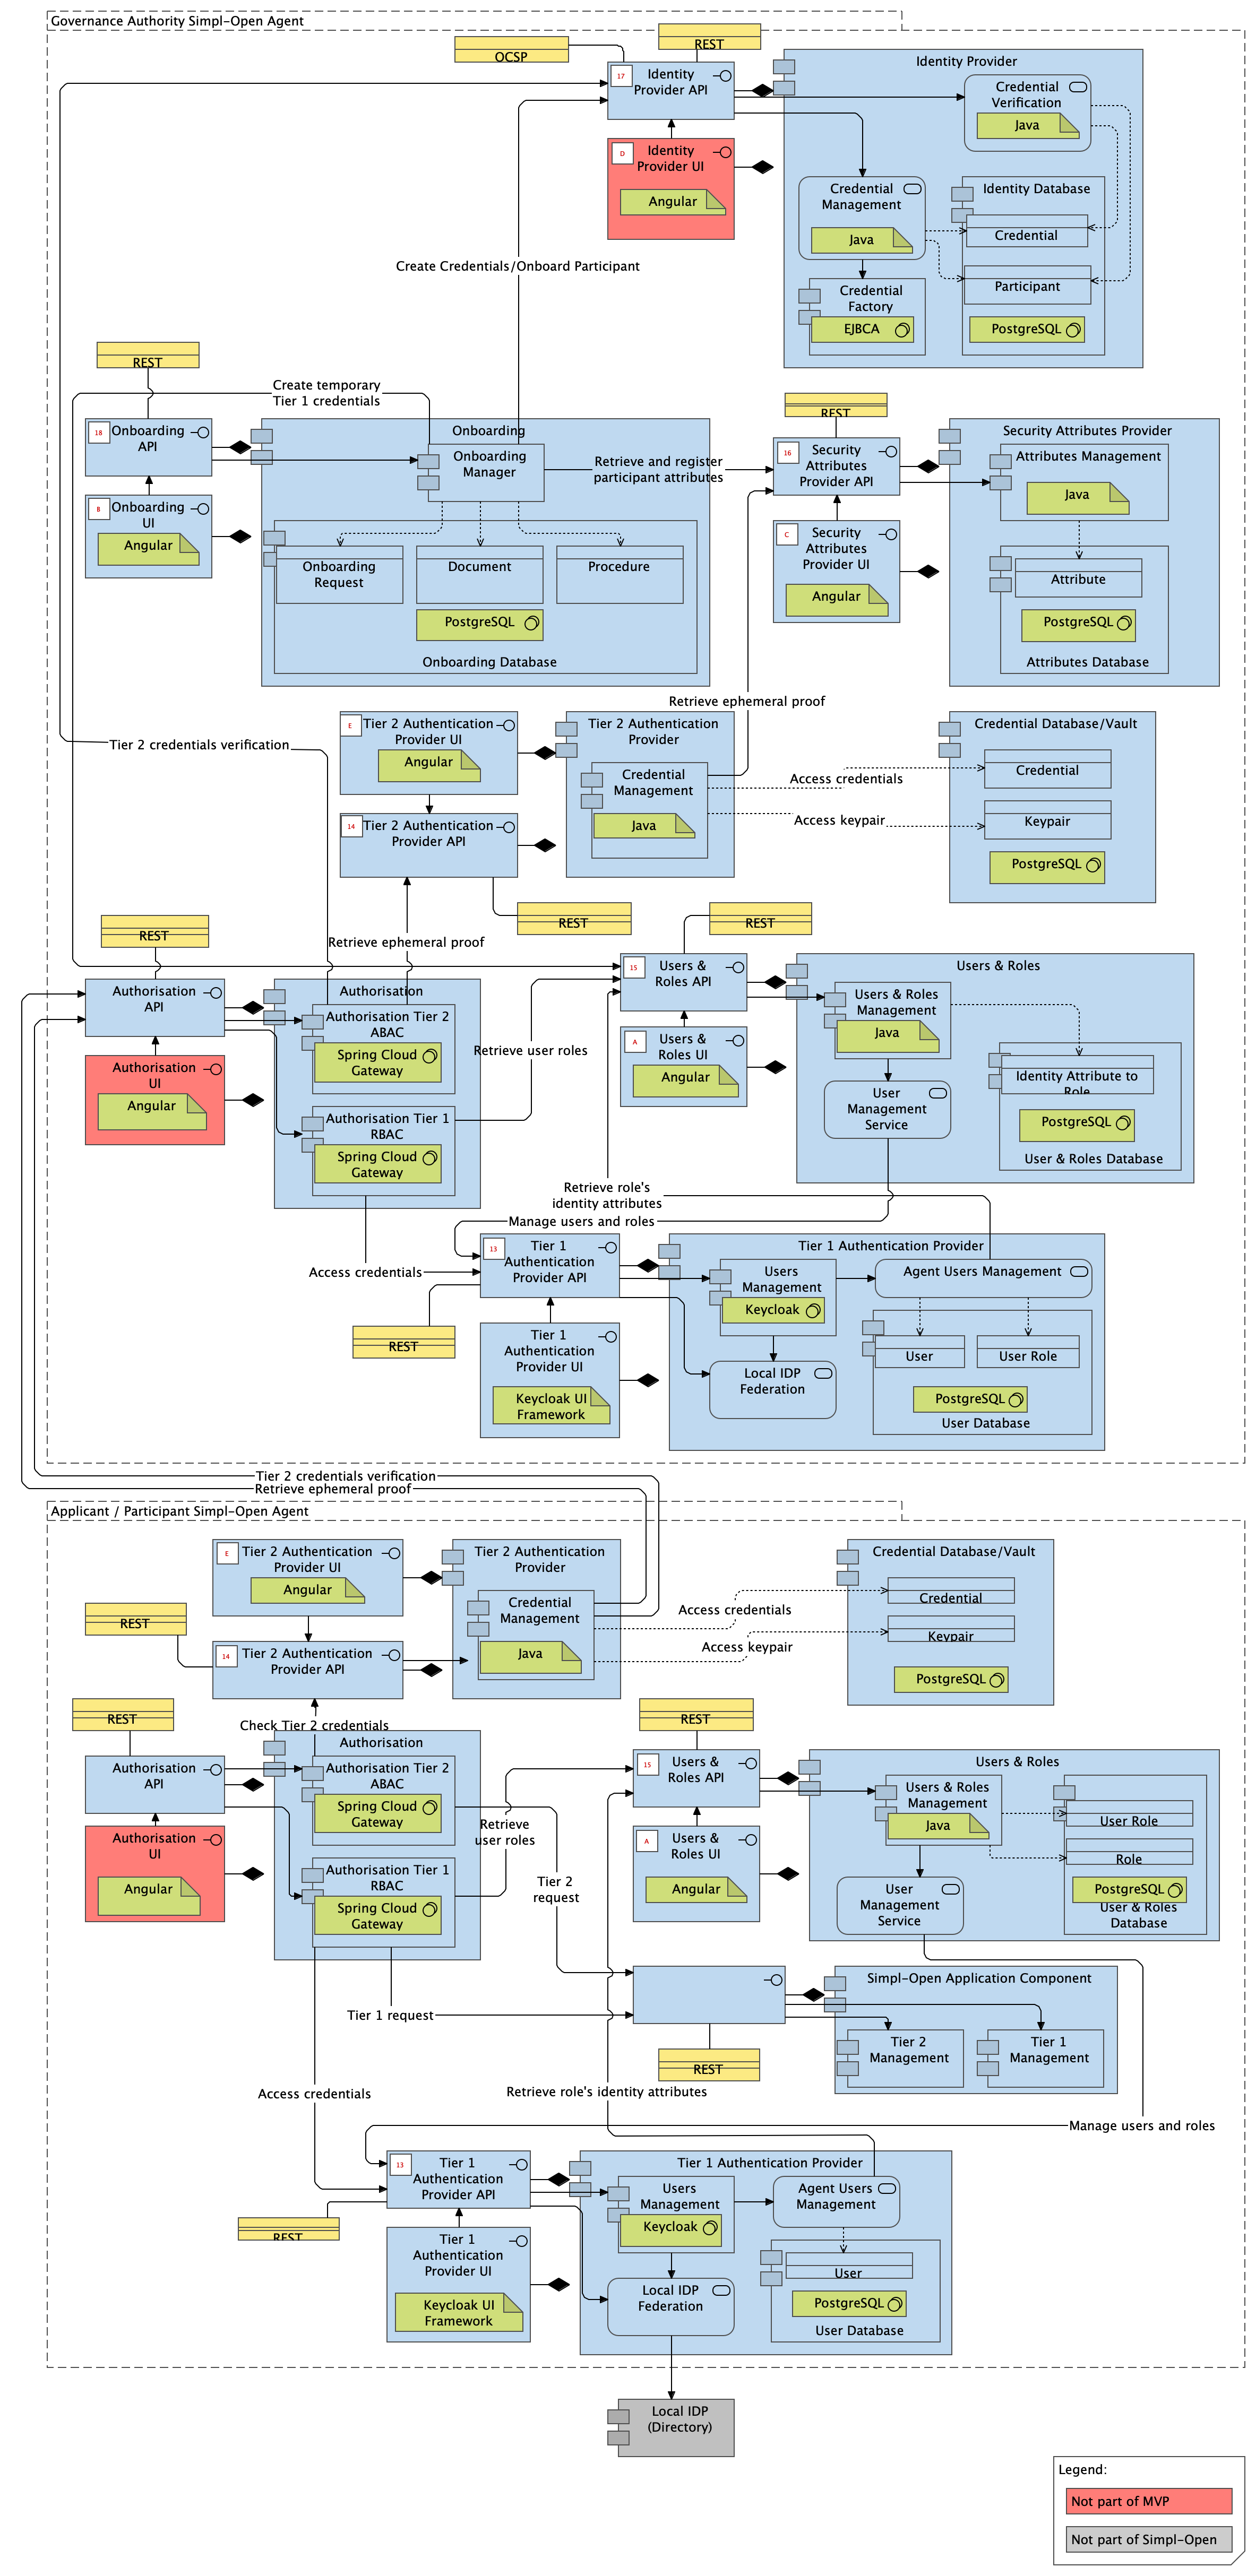 Governance Authority Simpl-Open Agent
OCSP
REST
17
Identity
Provider API
Identity Provider
Credential
Verification
Java
D
Identity
Provider UI
Angular
Credential
Management
Java
Identity Database
Credential
Participant
PostgreSQL
Credential
Factory
EJBCA
Create Credentials/Onboard Participant
REST
Create temporary
Tier 1 credentials
18
Onboarding
API
Onboarding
Onboarding
Manager
B
Onboarding
UI
Angular
Onboarding
Request
Document
Procedure
PostgreSQL
Onboarding Database
Retrieve and register
participant attributes
REST
16
Security
Attributes
Provider API
Security Attributes Provider
Attributes Management
Java
C
Security
Attributes
Provider UI
Angular
Attribute
PostgreSQL
Attributes Database
Retrieve ephemeral proof
Tier 2 credentials verification
E
Tier 2 Authentication
Provider UI
Angular
Tier 2 Authentication
Provider
Credential
Management
Java
Credential Database/Vault
Access credentials
Credential
Access keypair
Keypair
PostgreSQL
14
Tier 2 Authentication
Provider API
REST
REST
REST
Retrieve ephemeral proof
Authorisation
API
Authorisation
Authorisation Tier 2
ABAC
Spring Cloud
Gateway
Authorisation
UI
Angular
Authorisation Tier 1
RBAC
Spring Cloud
Gateway
Retrieve user roles
15
Users &
Roles API
Users & Roles
Users & Roles
Management
Java
A
Users &
Roles UI
Angular
User
Management
Service
Identity Attribute to
Role
PostgreSQL
User & Roles Database
Retrieve role's
identity attributes
Manage users and roles
Access credentials
13
Tier 1
Authentication
Provider API
REST
Tier 1 Authentication Provider
Users
Management
Keycloak
Agent Users Management
Tier 1
Authentication
Provider UI
Keycloak UI
Framework
Local IDP
Federation
User
User Role
PostgreSQL
User Database
Tier 2 credentials verification
Retrieve ephemeral proof
Applicant / Participant Simpl-Open Agent
E
Tier 2 Authentication
Provider UI
Angular
Tier 2 Authentication
Provider
Credential
Management
Java
Credential Database/Vault
Access credentials
Credential
Access keypair
Keypair
PostgreSQL
REST
14
Tier 2 Authentication
Provider API
REST
Check Tier 2 credentials
REST
Authorisation
API
Authorisation
Authorisation Tier 2
ABAC
Spring Cloud
Gateway
Authorisation
UI
Angular
Authorisation Tier 1
RBAC
Spring Cloud
Gateway
Retrieve
user roles
Tier 2
request
15
Users &
Roles API
Users & Roles
Users & Roles
Management
Java
A
Users &
Roles UI
Angular
User
Management
Service
User Role
Role
PostgreSQL
User & Roles
Database
Tier 1 request
Simpl-Open Application Component
Tier 2
Management
Tier 1
Management
REST
Access credentials
Retrieve role's identity attributes
Manage users and roles
13
Tier 1
Authentication
Provider API
REST
Tier 1 Authentication Provider
Users
Management
Keycloak
Agent Users
Management
Tier 1
Authentication
Provider UI
Keycloak UI
Framework
Local IDP
Federation
User
PostgreSQL
User Database
Local IDP
(Directory)
Legend:
Not part of MVP
Not part of Simpl-Open